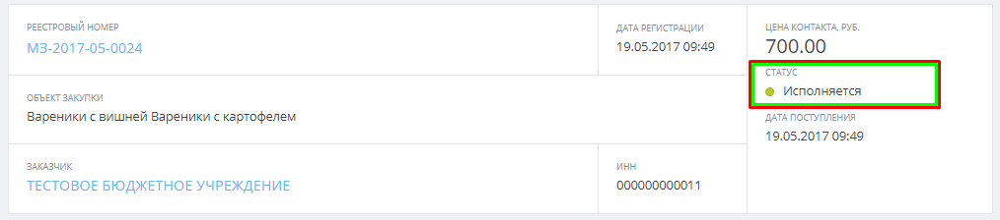 РЕЕСТРОВЫЙ НОМЕР
МЗ-2017-05-0024
ДАТА РЕГИСТРАЦИИ
19.05.2017 09:49
ЦЕНА КОНТАКТА, РУБ.
700.00
СТАТУС
Исполняется
ДАТА ПОСТУПЛЕНИЯ
19.05.2017 09:49
ОБЪЕКТ ЗАКУПКИ
Вареники с вишней Вареники с картофелем
ЗАКАЗЧИК
ТЕСТОВОЕ БЮДЖЕТНОЕ УЧРЕЖДЕНИЕ
ИНН
000000000011